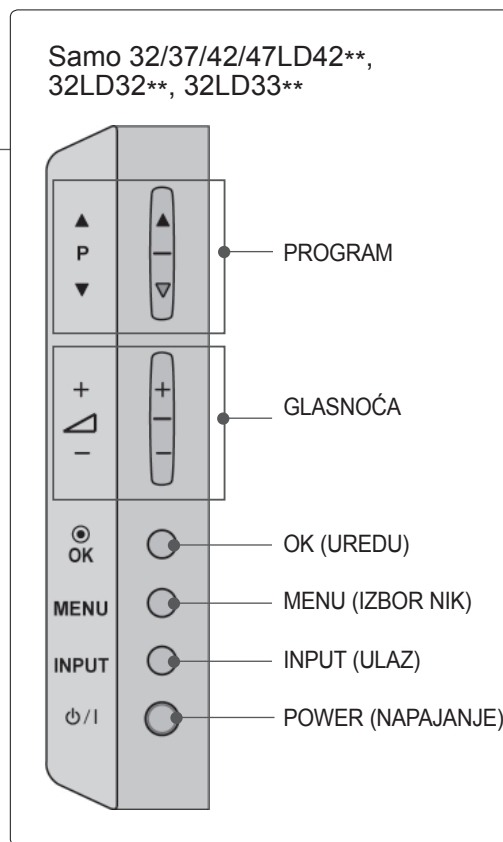 Samo 32/37/42/47LD42**,
32LD32**, 32LD33**
P
PROGRAM
+
−
+
−
GLASNOĆA
OK
OK (UREDU)
MENU
MENU (IZBOR NIK)
INPUT
INPUT (ULAZ)
⏻/I
POWER (NAPAJANJE)